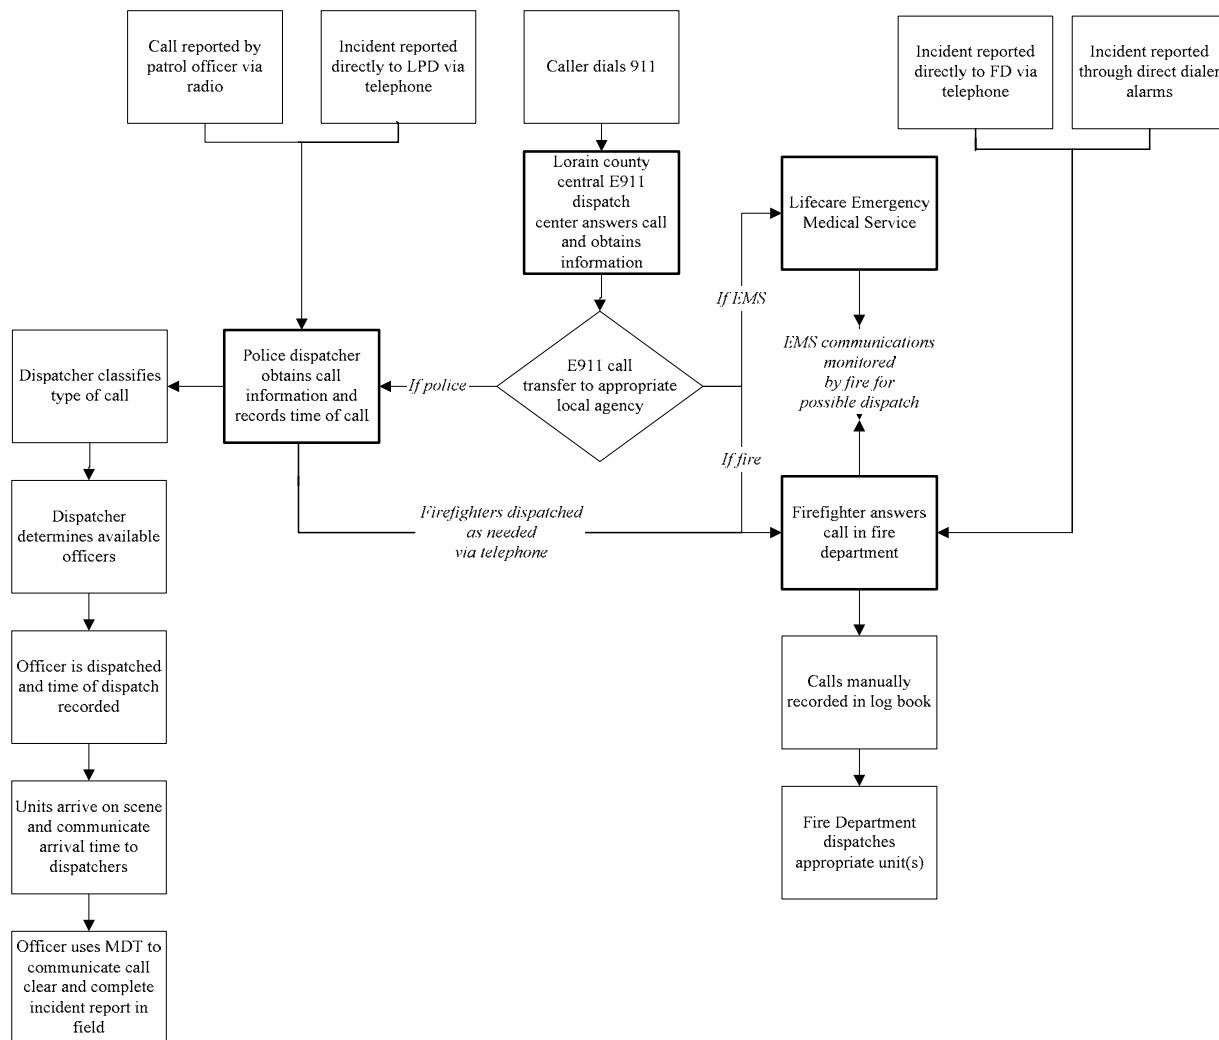 Call reported by
patrol officer via
radio
Incident reported
directly to LPD via
telephone
Caller dials 911
Incident reported
directly to FD via
telephone
Incident reported
through direct dialer
alarms
Lorain county
central E911
dispatch
center answers call
and obtains
information
Lifecare Emergency
Medical Service
If EMS
EMS communications
monitored
by fire for
possible dispatch
Dispatcher classifies
type of call
Police dispatcher
obtains call
information and
records time of call
If police
E911 call
transfer to appropriate
local agency
If fire
Dispatcher
determines available
officers
Firefighters dispatched
as needed
via telephone
Firefighter answers
call in fire
department
Officer is dispatched
and time of dispatch
recorded
Calls manually
recorded in log book
Units arrive on scene
and communicate
arrival time to
dispatchers
Fire Department
dispatches
appropriate unit(s)
Officer uses MDT to
communicate call
clear and complete
incident report in
field